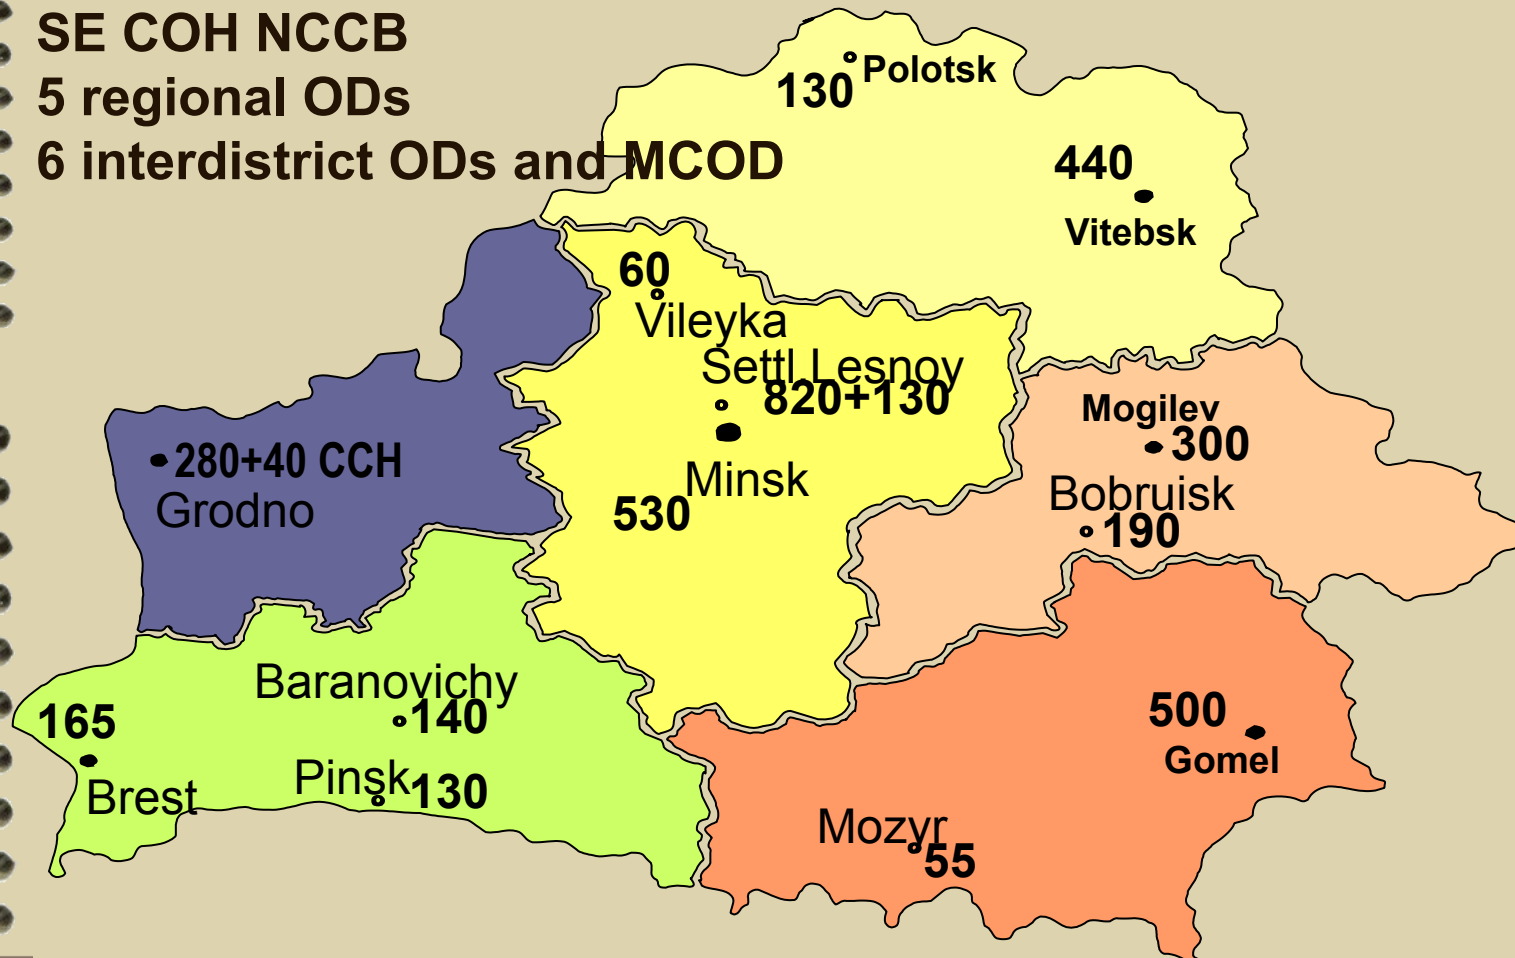 SE COH NCCB
5 regional ODs
6 interdistrict ODs and MCOD
130
Polotsk
440
Vitebsk
60
Vileyka
Settl.Lesnoy
820+130
Minsk
530
Mogilev
300
Bobruisk
190
280+40 CCH
Grodno
Baranovichy
140
165
Brest
Pinsk
130
500
Gomel
Mozyr
55